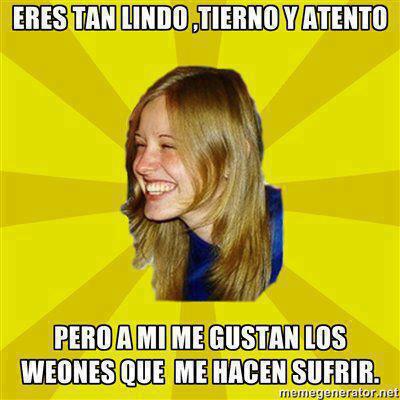 ERES TAN LINDO ,TIERNO Y ATENTO
PERO A MI ME GUSTAN LOS
WEONES QUE ME HACEN SUFRIR.
memegenerator.net